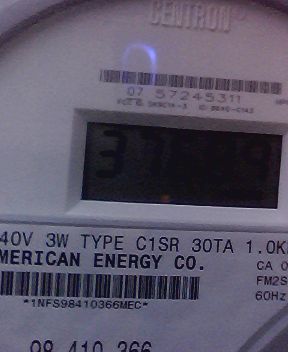 CENTRON
07 57245311
40V 3W TYPE C1SR 30TA 1.0K
MERICAN ENERGY CO.
CA 0
FM2S
60Hz
*1NFS98410366MEC*
98 410 366